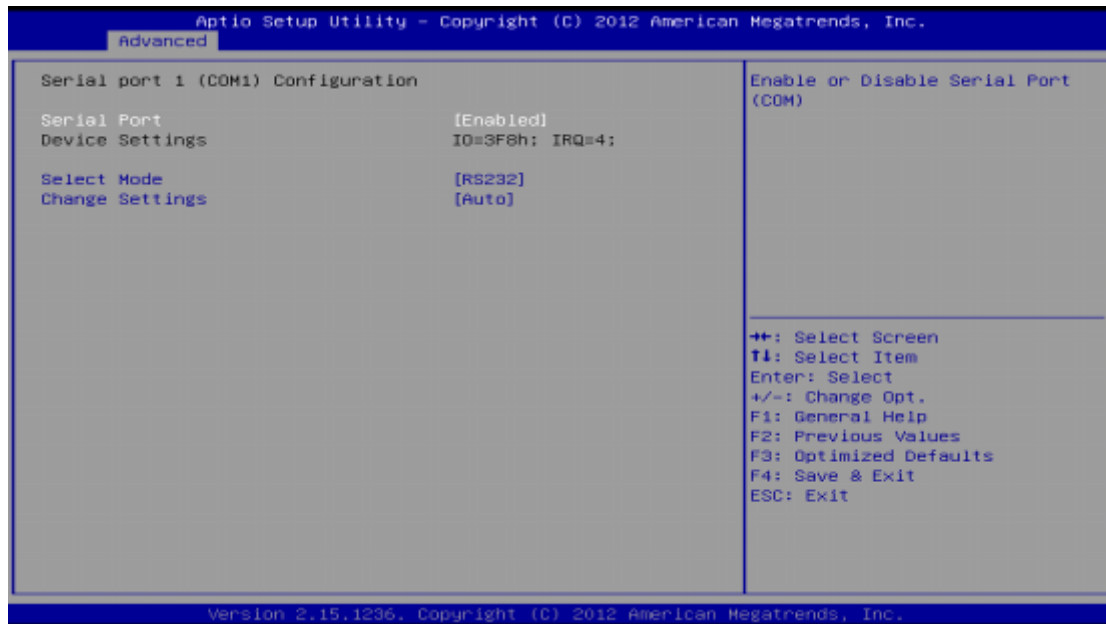 Aptio Setup Utility – Copyright (C) 2012 American Megatrends, Inc.
Advanced
Serial port 1 (COM1) Configuration
Serial Port [Enabled]
Device Settings IO=3F8h; IRQ=4;
Select Mode [RS232]
Change Settings [Auto]
Enable or Disable Serial Port
(COM)
→←: Select Screen
↑↓: Select Item
Enter: Select
+/-: Change Opt.
F1: General Help
F2: Previous Values
F3: Optimized Defaults
F4: Save & Exit
ESC: Exit
Version 2.15.1236. Copyright (C) 2012 American Megatrends, Inc.